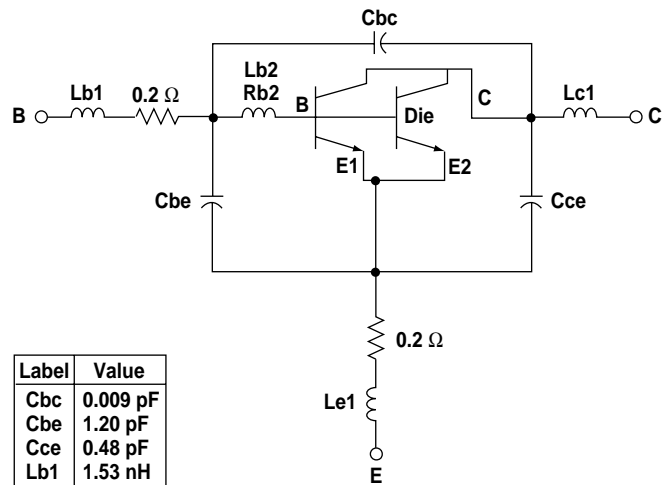 Cbc
Lb2
Rb2
Lb1
0.2 Ω
B
B
Die
C
Lc1
C
E1
E2
Cbe
Cce
0.2 Ω
Le1
E
Label Value
Cbc 0.009 pF
Cbe 1.20 pF
Cce 0.48 pF
Lb1 1.53 nH